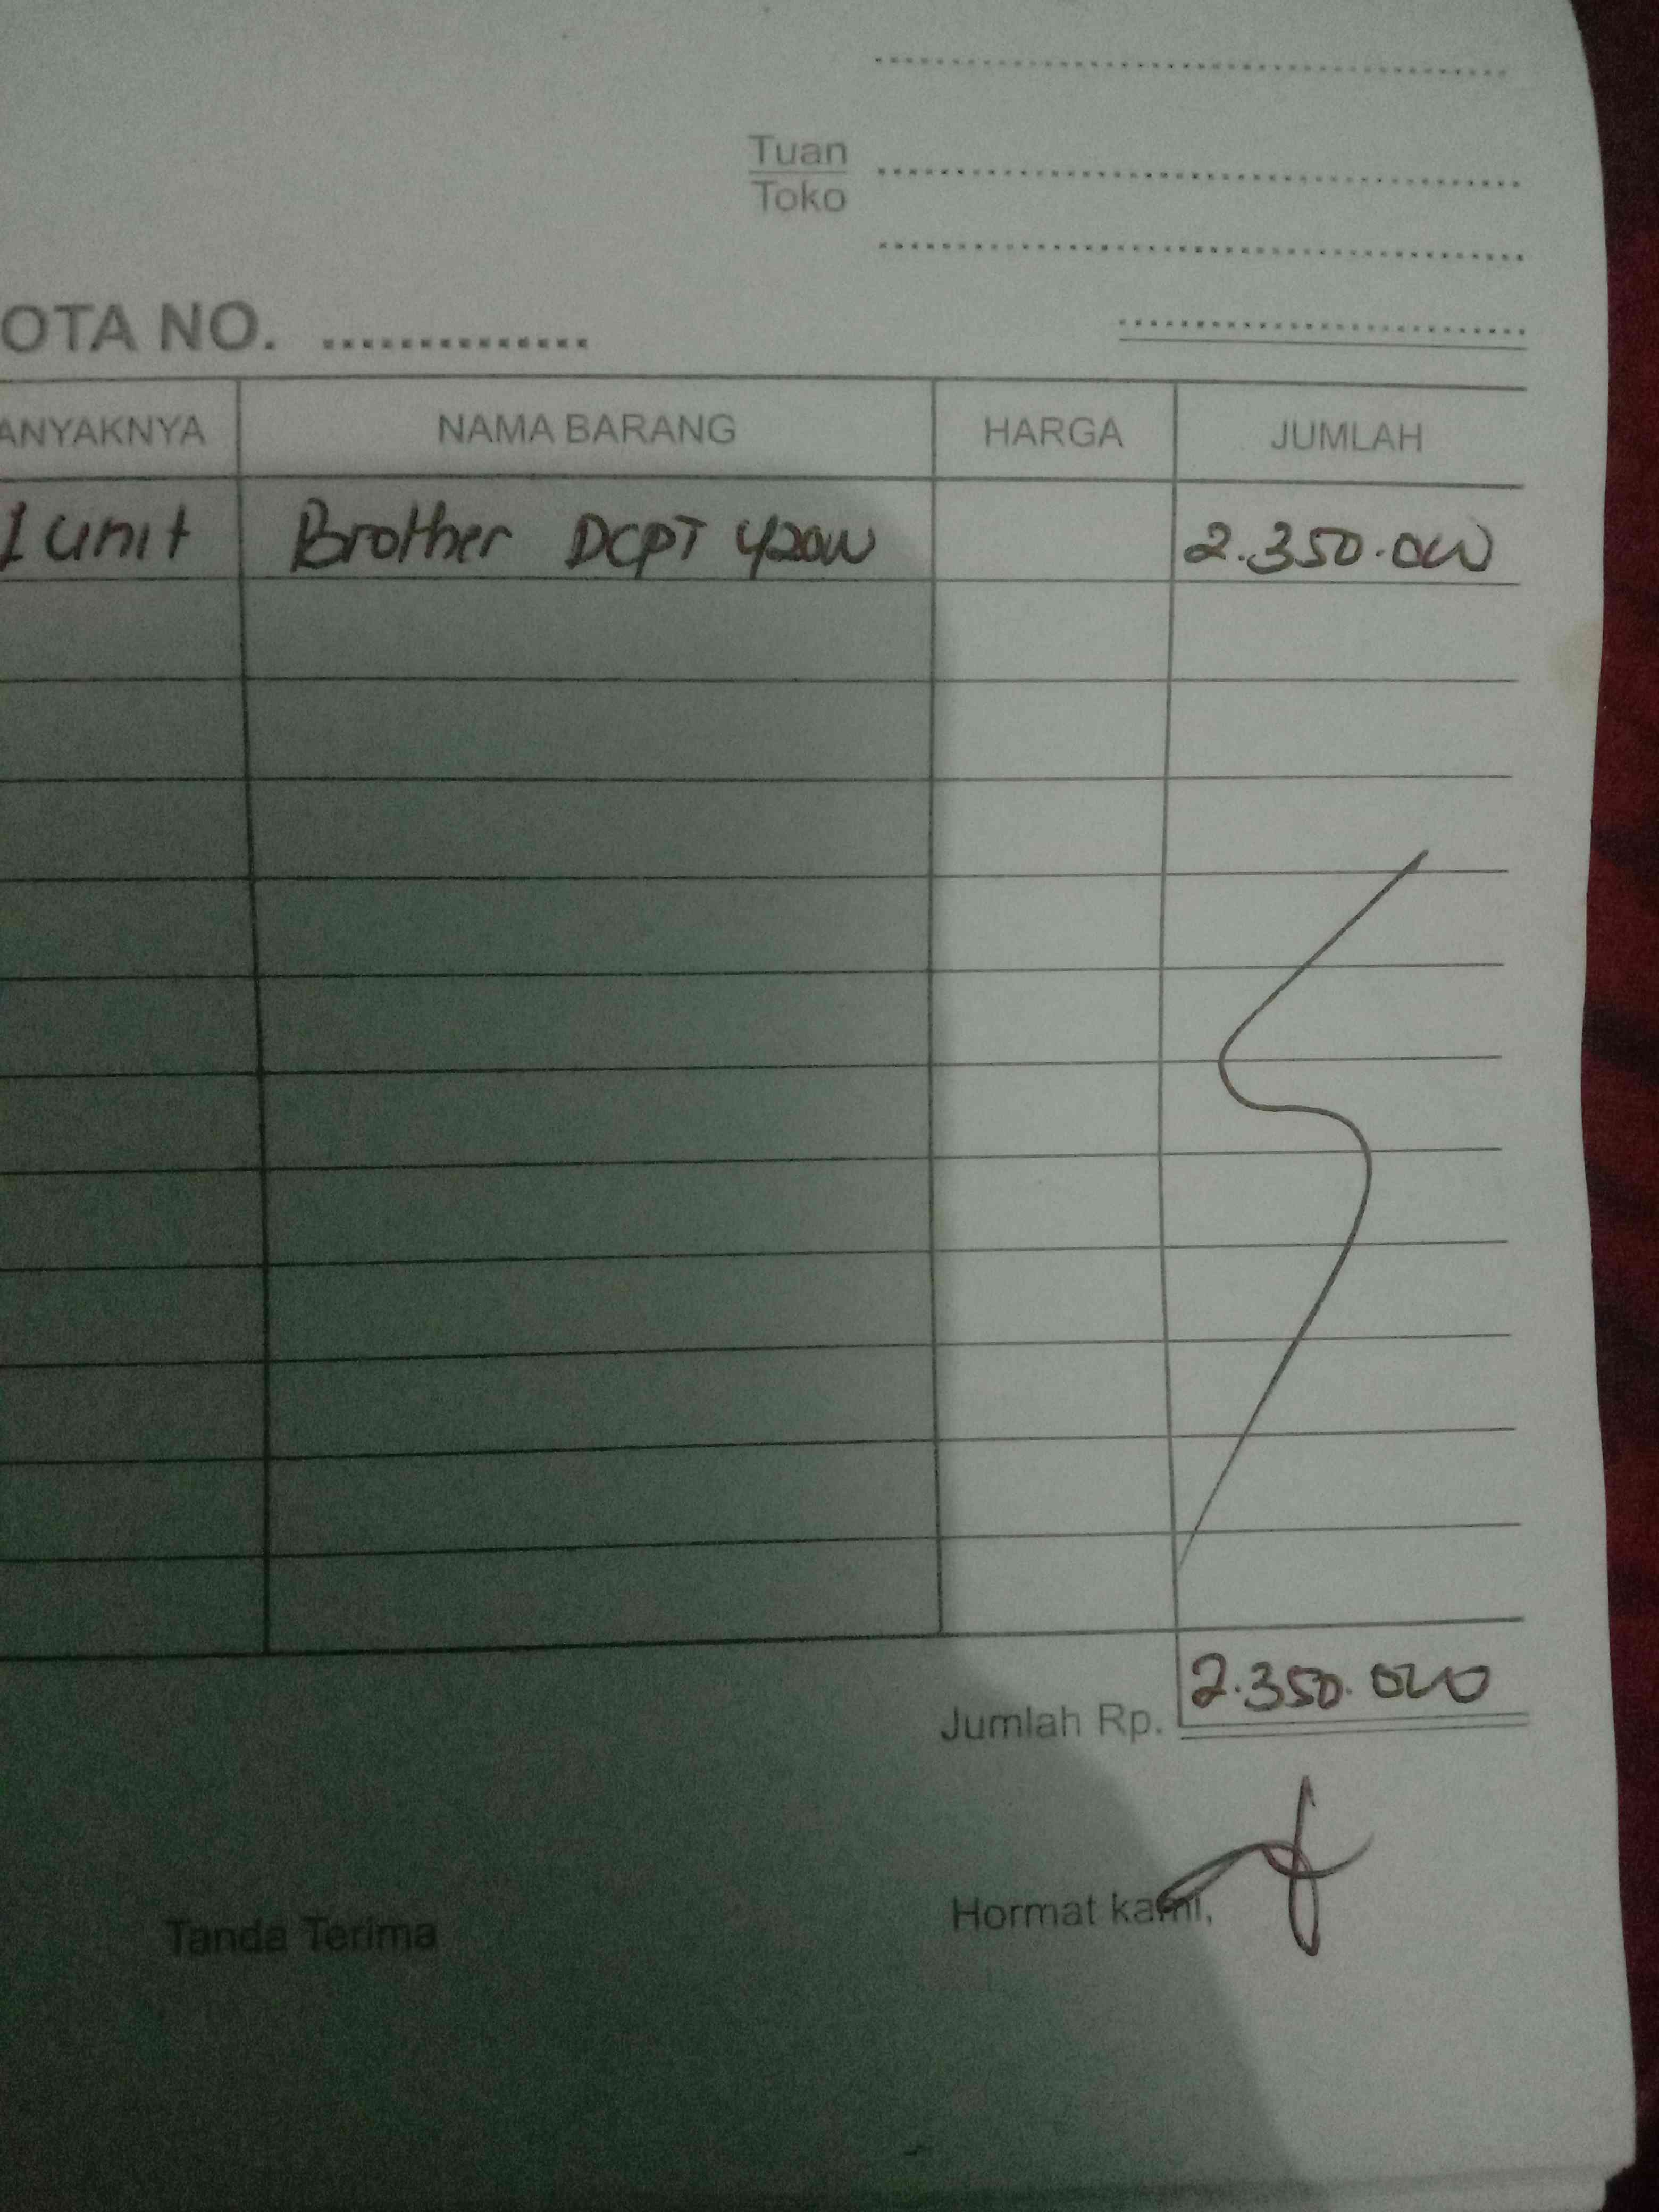 Tuan
Toko
OTA NO. ..............
ANYAKNYA NAMA BARANG HARGA JUMLAH
1 unit Brother DCPT 420W 2.350.000
Jumlah Rp. 2.350.000
Tanda Terima Hormat kami,